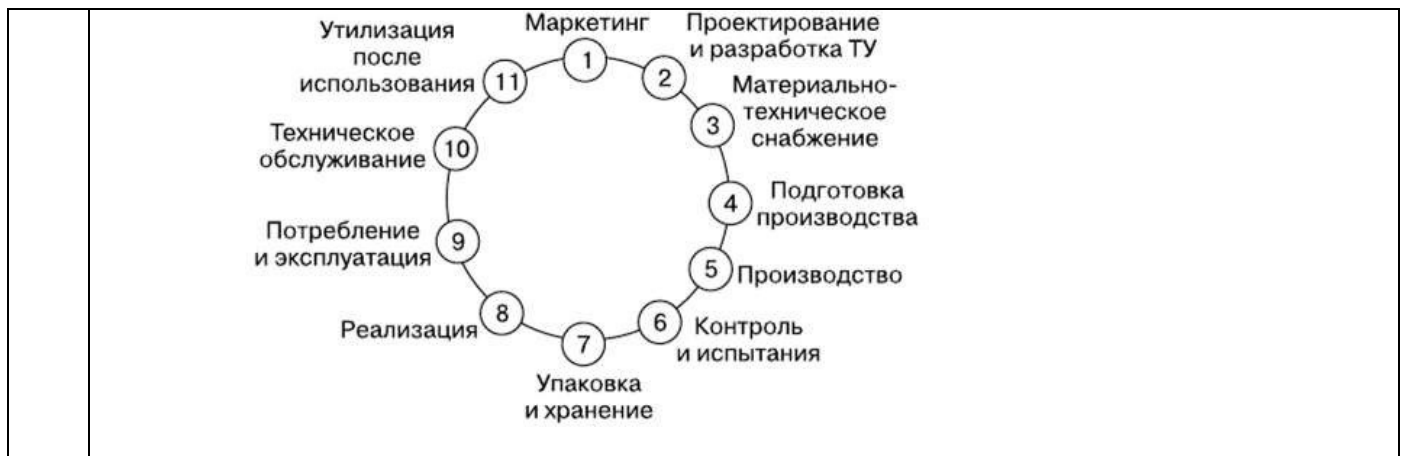 Маркетинг
1
Проектирование
и разработка ТУ
2
Материально-
техническое
снабжение
3
Подготовка
производства
4
Производство
5
Контроль
и испытания
6
Упаковка
и хранение
7
Реализация
8
Потребление
и эксплуатация
9
Техническое
обслуживание
10
Утилизация
после
использования
11